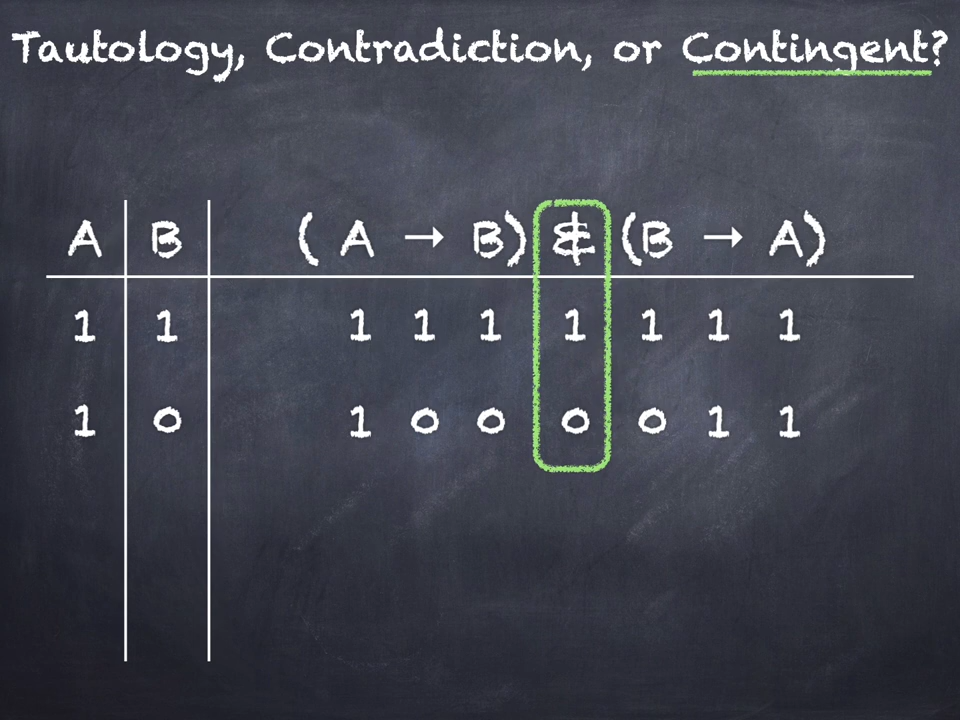 Tautology, Contradiction, or Contingent?
A B ( A → B) & (B → A)
1 1 1 1 1 1 1 1 1
1 0 1 0 0 0 0 1 1